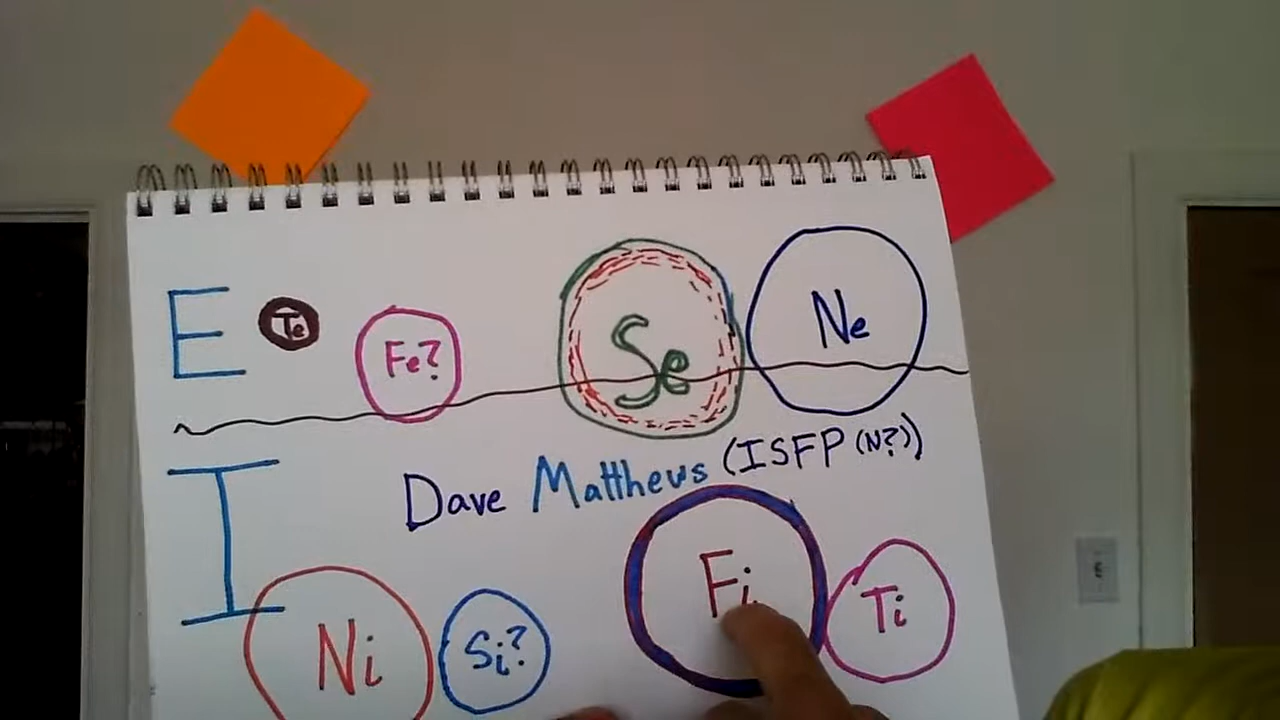 E Te Fe? Se Ne
Dave Matthews (ISFP (N?))
I Ni Si? Fi Ti